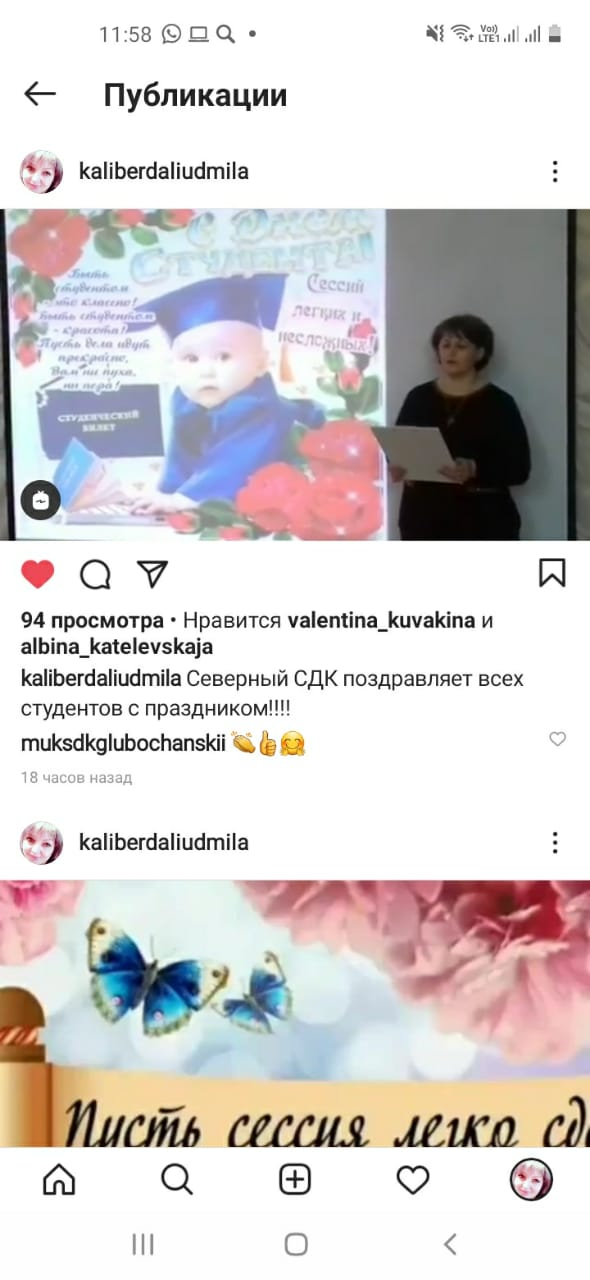 11:58
Vo)) LTE1
Публикации
kaliberdaliudmila
С Днем
Студента!
Быть
студентом
- это классно!
Быть студентом
- красота!
Пусть дела идут
прекрасно,
Вам ни пуха,
ни пера!
Сессий
легких и
несложных!
СТУДЕНЧЕСКИЙ
БИЛЕТ
94 просмотра • Нравится valentina_kuvakina и
albina_katelevskaja
kaliberdaliudmila Северный СДК поздравляет всех
студентов с праздником!!!!
muksdkglubochanskii 👏👍🤗
18 часов назад
kaliberdaliudmila
Пусть сессия легко сд